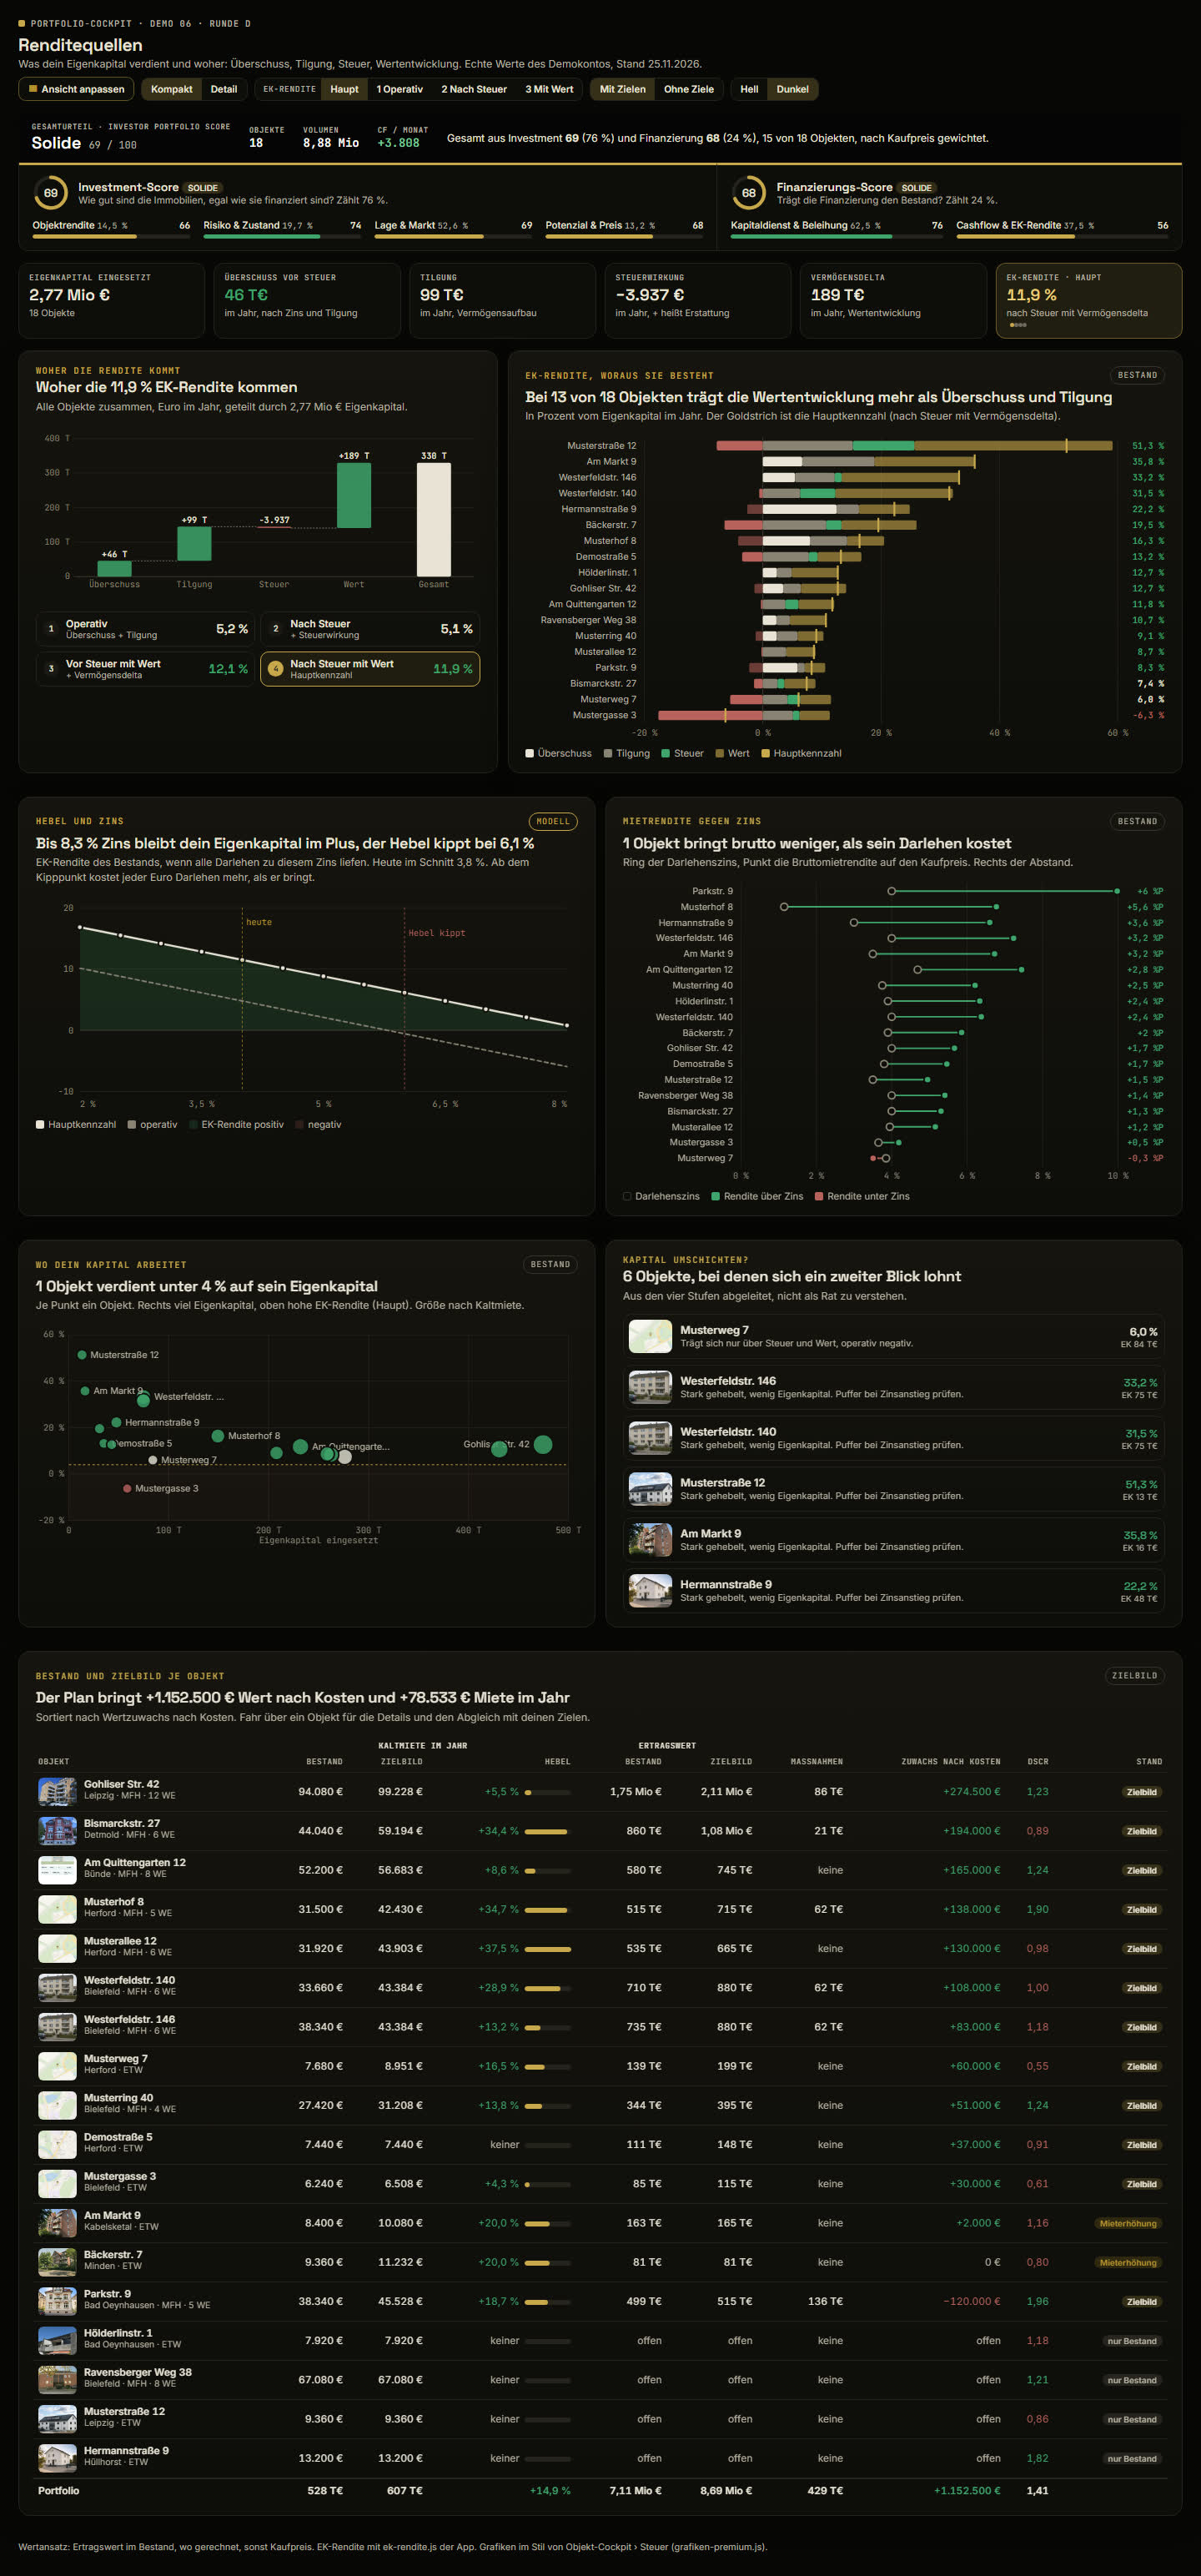 PORTFOLIO-COCKPIT · DEMO 06 · RUNDE D
Renditequellen
Was dein Eigenkapital verdient und woher: Überschuss, Tilgung, Steuer, Wertentwicklung. Echte Werte des Demokontos, Stand 25.11.2026.
Ansicht anpassen Kompakt Detail EK-RENDITE Haupt 1 Operativ 2 Nach Steuer 3 Mit Wert Mit Zielen Ohne Ziele Hell Dunkel
GESAMTURTEIL · INVESTOR PORTFOLIO SCORE
Solide 69 / 100
OBJEKTE
18
VOLUMEN
8,88 Mio
CF / MONAT
+3.808
Gesamt aus Investment 69 (76 %) und Finanzierung 68 (24 %), 15 von 18 Objekten, nach Kaufpreis gewichtet.
69
Investment-Score SOLIDE
Wie gut sind die Immobilien, egal wie sie finanziert sind? Zählt 76 %.
Objektrendite 14,5 % 66
Risiko & Zustand 19,7 % 74
Lage & Markt 52,6 % 69
Potenzial & Preis 13,2 % 68
68
Finanzierungs-Score SOLIDE
Trägt die Finanzierung den Bestand? Zählt 24 %.
Kapitaldienst & Beleihung 62,5 % 76
Cashflow & EK-Rendite 37,5 % 56
EIGENKAPITAL EINGESETZT
2,77 Mio €
18 Objekte
ÜBERSCHUSS VOR STEUER
46 T€
im Jahr, nach Zins und Tilgung
TILGUNG
99 T€
im Jahr, Vermögensaufbau
STEUERWIRKUNG
−3.937 €
im Jahr, + heißt Erstattung
VERMÖGENSDELTA
189 T€
im Jahr, Wertentwicklung
EK-RENDITE · HAUPT
11,9 %
nach Steuer mit Vermögensdelta
WOHER DIE RENDITE KOMMT
Woher die 11,9 % EK-Rendite kommen
Alle Objekte zusammen, Euro im Jahr, geteilt durch 2,77 Mio € Eigenkapital.
400 T
300 T
200 T
100 T
0
+46 T
+99 T
-3.937
+189 T
330 T
Überschuss Tilgung Steuer Wert Gesamt
1 Operativ 5,2 %
Überschuss + Tilgung
2 Nach Steuer 5,1 %
+ Steuerwirkung
3 Vor Steuer mit Wert 12,1 %
+ Vermögensdelta
4 Nach Steuer mit Wert 11,9 %
Hauptkennzahl
EK-RENDITE, WORAUS SIE BESTEHT
BESTAND
Bei 13 von 18 Objekten trägt die Wertentwicklung mehr als Überschuss und Tilgung
In Prozent vom Eigenkapital im Jahr. Der Goldstrich ist die Hauptkennzahl (nach Steuer mit Vermögensdelta).
Musterstraße 12 51,3 %
Am Markt 9 35,8 %
Westerfeldstr. 146 33,2 %
Westerfeldstr. 140 31,5 %
Hermannstraße 9 22,2 %
Bäckerstr. 7 19,5 %
Musterhof 8 16,3 %
Demostraße 5 13,2 %
Hölderlinstr. 1 12,7 %
Gohliser Str. 42 12,7 %
Am Quittengarten 12 11,8 %
Ravensberger Weg 38 10,7 %
Musterring 40 9,1 %
Musterallee 12 8,7 %
Parkstr. 9 8,3 %
Bismarckstr. 27 7,4 %
Musterweg 7 6,0 %
Mustergasse 3 -6,3 %
-20 % 0 % 20 % 40 % 60 %
Überschuss Tilgung Steuer Wert Hauptkennzahl
HEBEL UND ZINS
MODELL
Bis 8,3 % Zins bleibt dein Eigenkapital im Plus, der Hebel kippt bei 6,1 %
EK-Rendite des Bestands, wenn alle Darlehen zu diesem Zins liefen. Heute im Schnitt 3,8 %. Ab dem
Kipppunkt kostet jeder Euro Darlehen mehr, als er bringt.
20
10
0
-10
heute
Hebel kippt
2 % 3,5 % 5 % 6,5 % 8 %
Hauptkennzahl operativ EK-Rendite positiv negativ
MIETRENDITE GEGEN ZINS
BESTAND
1 Objekt bringt brutto weniger, als sein Darlehen kostet
Ring der Darlehenszins, Punkt die Bruttomietrendite auf den Kaufpreis. Rechts der Abstand.
Parkstr. 9 +6 %P
Musterhof 8 +5,6 %P
Hermannstraße 9 +3,6 %P
Westerfeldstr. 146 +3,2 %P
Am Markt 9 +3,2 %P
Am Quittengarten 12 +2,8 %P
Musterring 40 +2,5 %P
Hölderlinstr. 1 +2,4 %P
Westerfeldstr. 140 +2,4 %P
Bäckerstr. 7 +2 %P
Gohliser Str. 42 +1,7 %P
Demostraße 5 +1,7 %P
Musterstraße 12 +1,5 %P
Ravensberger Weg 38 +1,4 %P
Bismarckstr. 27 +1,3 %P
Musterallee 12 +1,2 %P
Mustergasse 3 +0,5 %P
Musterweg 7 -0,3 %P
0 % 2 % 4 % 6 % 8 % 10 %
Darlehenszins Rendite über Zins Rendite unter Zins
WO DEIN KAPITAL ARBEITET
BESTAND
1 Objekt verdient unter 4 % auf sein Eigenkapital
Je Punkt ein Objekt. Rechts viel Eigenkapital, oben hohe EK-Rendite (Haupt). Größe nach Kaltmiete.
60 %
40 %
20 %
0 %
-20 %
Musterstraße 12
Am Markt 9
Westerfeldstr. ...
Hermannstraße 9
Musterhof 8
Demostraße 5
Am Quittengarte...
Musterweg 7
Mustergasse 3
0 100 T 200 T 300 T 400 T 500 T
Eigenkapital eingesetzt
KAPITAL UMSCHICHTEN?
6 Objekte, bei denen sich ein zweiter Blick lohnt
Aus den vier Stufen abgeleitet, nicht als Rat zu verstehen.
Musterweg 7 6,0 %
Trägt sich nur über Steuer und Wert, operativ negativ. EK 84 T€
Westerfeldstr. 146 33,2 %
Stark gehebelt, wenig Eigenkapital. Puffer bei Zinsanstieg prüfen. EK 75 T€
Westerfeldstr. 140 31,5 %
Stark gehebelt, wenig Eigenkapital. Puffer bei Zinsanstieg prüfen. EK 75 T€
Musterstraße 12 51,3 %
Stark gehebelt, wenig Eigenkapital. Puffer bei Zinsanstieg prüfen. EK 13 T€
Am Markt 9 35,8 %
Stark gehebelt, wenig Eigenkapital. Puffer bei Zinsanstieg prüfen. EK 16 T€
Hermannstraße 9 22,2 %
Stark gehebelt, wenig Eigenkapital. Puffer bei Zinsanstieg prüfen. EK 48 T€
BESTAND UND ZIELBILD JE OBJEKT
ZIELBILD
Der Plan bringt +1.152.500 € Wert nach Kosten und +78.533 € Miete im Jahr
Sortiert nach Wertzuwachs nach Kosten. Fahr über ein Objekt für die Details und den Abgleich mit deinen Zielen.
KALTMIETE IM JAHR ERTRAGSWERT
OBJEKT BESTAND ZIELBILD HEBEL BESTAND ZIELBILD MASSNAHMEN ZUWACHS NACH KOSTEN DSCR STAND
Gohliser Str. 42 94.080 € 99.228 € +5,5 % 1,75 Mio € 2,11 Mio € 86 T€ +274.500 € 1,23 Zielbild
Leipzig · MFH · 12 WE
Bismarckstr. 27 44.040 € 59.194 € +34,4 % 860 T€ 1,08 Mio € 21 T€ +194.000 € 0,89 Zielbild
Detmold · MFH · 6 WE
Am Quittengarten 12 52.200 € 56.683 € +8,6 % 580 T€ 745 T€ keine +165.000 € 1,24 Zielbild
Bünde · MFH · 8 WE
Musterhof 8 31.500 € 42.430 € +34,7 % 515 T€ 715 T€ 62 T€ +138.000 € 1,90 Zielbild
Herford · MFH · 5 WE
Musterallee 12 31.920 € 43.903 € +37,5 % 535 T€ 665 T€ keine +130.000 € 0,98 Zielbild
Herford · MFH · 6 WE
Westerfeldstr. 140 33.660 € 43.384 € +28,9 % 710 T€ 880 T€ 62 T€ +108.000 € 1,00 Zielbild
Bielefeld · MFH · 6 WE
Westerfeldstr. 146 38.340 € 43.384 € +13,2 % 735 T€ 880 T€ 62 T€ +83.000 € 1,18 Zielbild
Bielefeld · MFH · 6 WE
Musterweg 7 7.680 € 8.951 € +16,5 % 139 T€ 199 T€ keine +60.000 € 0,55 Zielbild
Herford · ETW
Musterring 40 27.420 € 31.208 € +13,8 % 344 T€ 395 T€ keine +51.000 € 1,24 Zielbild
Bielefeld · MFH · 4 WE
Demostraße 5 7.440 € 7.440 € keiner 111 T€ 148 T€ keine +37.000 € 0,91 Zielbild
Herford · ETW
Mustergasse 3 6.240 € 6.508 € +4,3 % 85 T€ 115 T€ keine +30.000 € 0,61 Zielbild
Bielefeld · ETW
Am Markt 9 8.400 € 10.080 € +20,0 % 163 T€ 165 T€ keine +2.000 € 1,16 Mieterhöhung
Kabelsketal · ETW
Bäckerstr. 7 9.360 € 11.232 € +20,0 % 81 T€ 81 T€ keine 0 € 0,80 Mieterhöhung
Minden · ETW
Parkstr. 9 38.340 € 45.528 € +18,7 % 499 T€ 515 T€ 136 T€ −120.000 € 1,96 Zielbild
Bad Oeynhausen · MFH · 5 WE
Hölderlinstr. 1 7.920 € 7.920 € keiner offen offen keine offen 1,18 nur Bestand
Bad Oeynhausen · ETW
Ravensberger Weg 38 67.080 € 67.080 € keiner offen offen keine offen 1,21 nur Bestand
Bielefeld · MFH · 8 WE
Musterstraße 12 9.360 € 9.360 € keiner offen offen keine offen 0,86 nur Bestand
Leipzig · ETW
Hermannstraße 9 13.200 € 13.200 € keiner offen offen keine offen 1,82 nur Bestand
Hüllhorst · ETW
Portfolio 528 T€ 607 T€ +14,9 % 7,11 Mio € 8,69 Mio € 429 T€ +1.152.500 € 1,41
Wertansatz: Ertragswert im Bestand, wo gerechnet, sonst Kaufpreis. EK-Rendite mit ek-rendite.js der App. Grafiken im Stil von Objekt-Cockpit › Steuer (grafiken-premium.js).